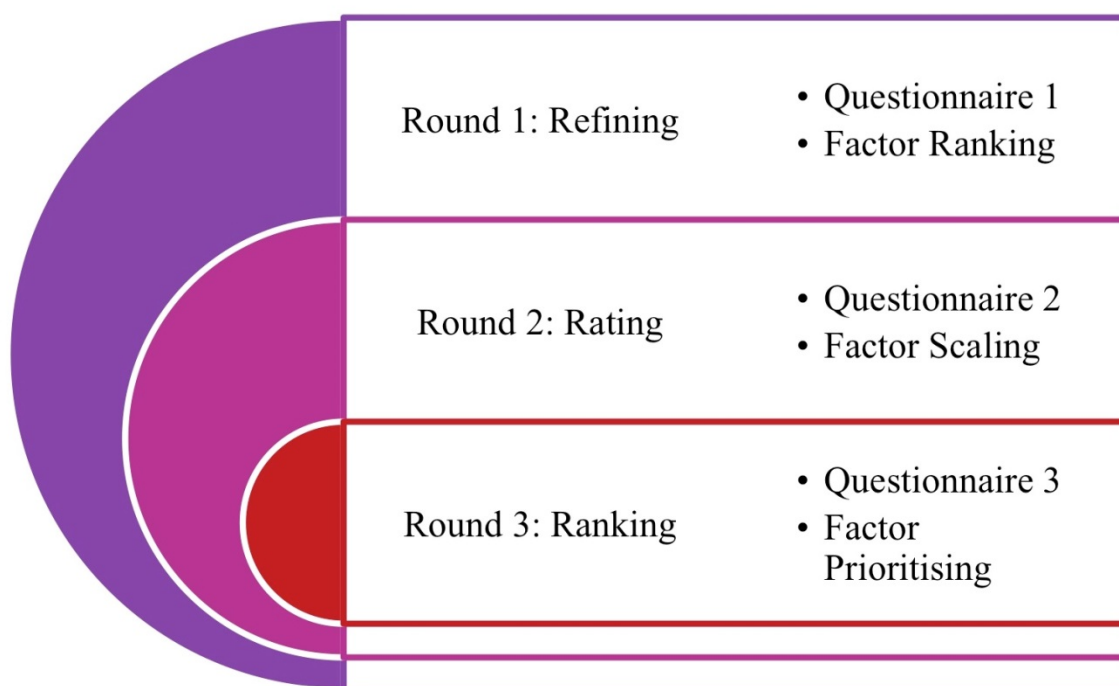 Round 1: Refining
• Questionnaire 1
• Factor Ranking
Round 2: Rating
• Questionnaire 2
• Factor Scaling
Round 3: Ranking
• Questionnaire 3
• Factor
Prioritising